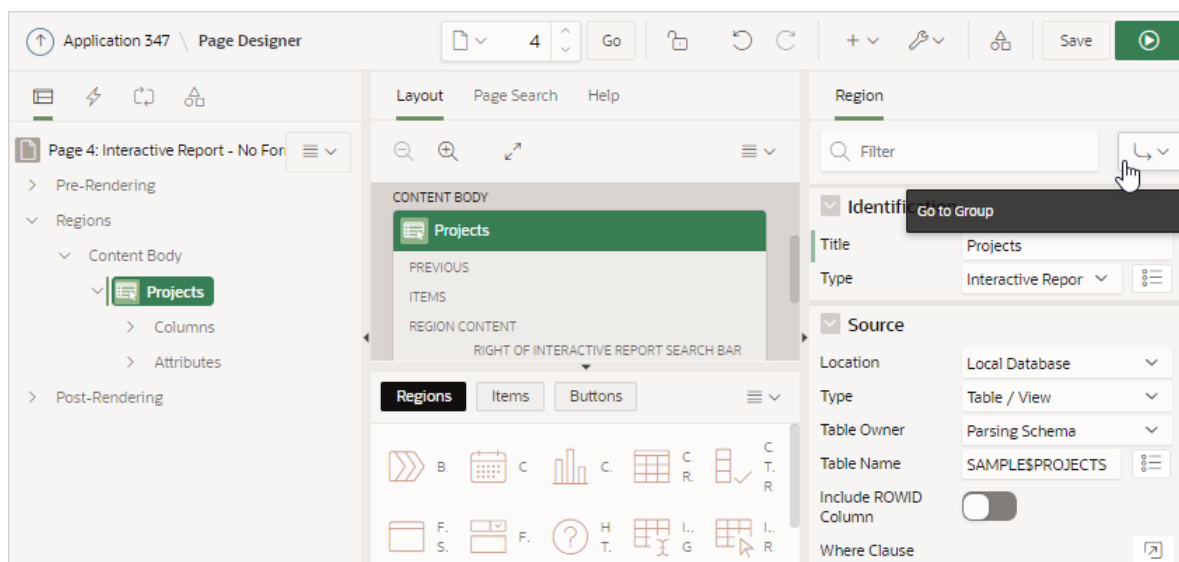 Application 347 \ Page Designer
4
Go
Save
Layout
Page Search
Help
Region
Page 4: Interactive Report - No For
Filter
Pre-Rendering
Regions
Content Body
Projects
Columns
Attributes
Post-Rendering
CONTENT BODY
Projects
PREVIOUS
ITEMS
REGION CONTENT
RIGHT OF INTERACTIVE REPORT SEARCH BAR
Regions
Items
Buttons
B.
C
C.
C.
R.
C.
T.
R
F.
S.
F.
H
T.
I..
G
I..
R
Identification
Go to Group
Title
Projects
Type
Interactive Repor
Source
Location
Local Database
Type
Table / View
Table Owner
Parsing Schema
Table Name
SAMPLE$PROJECTS
Include ROWID
Column
Where Clause